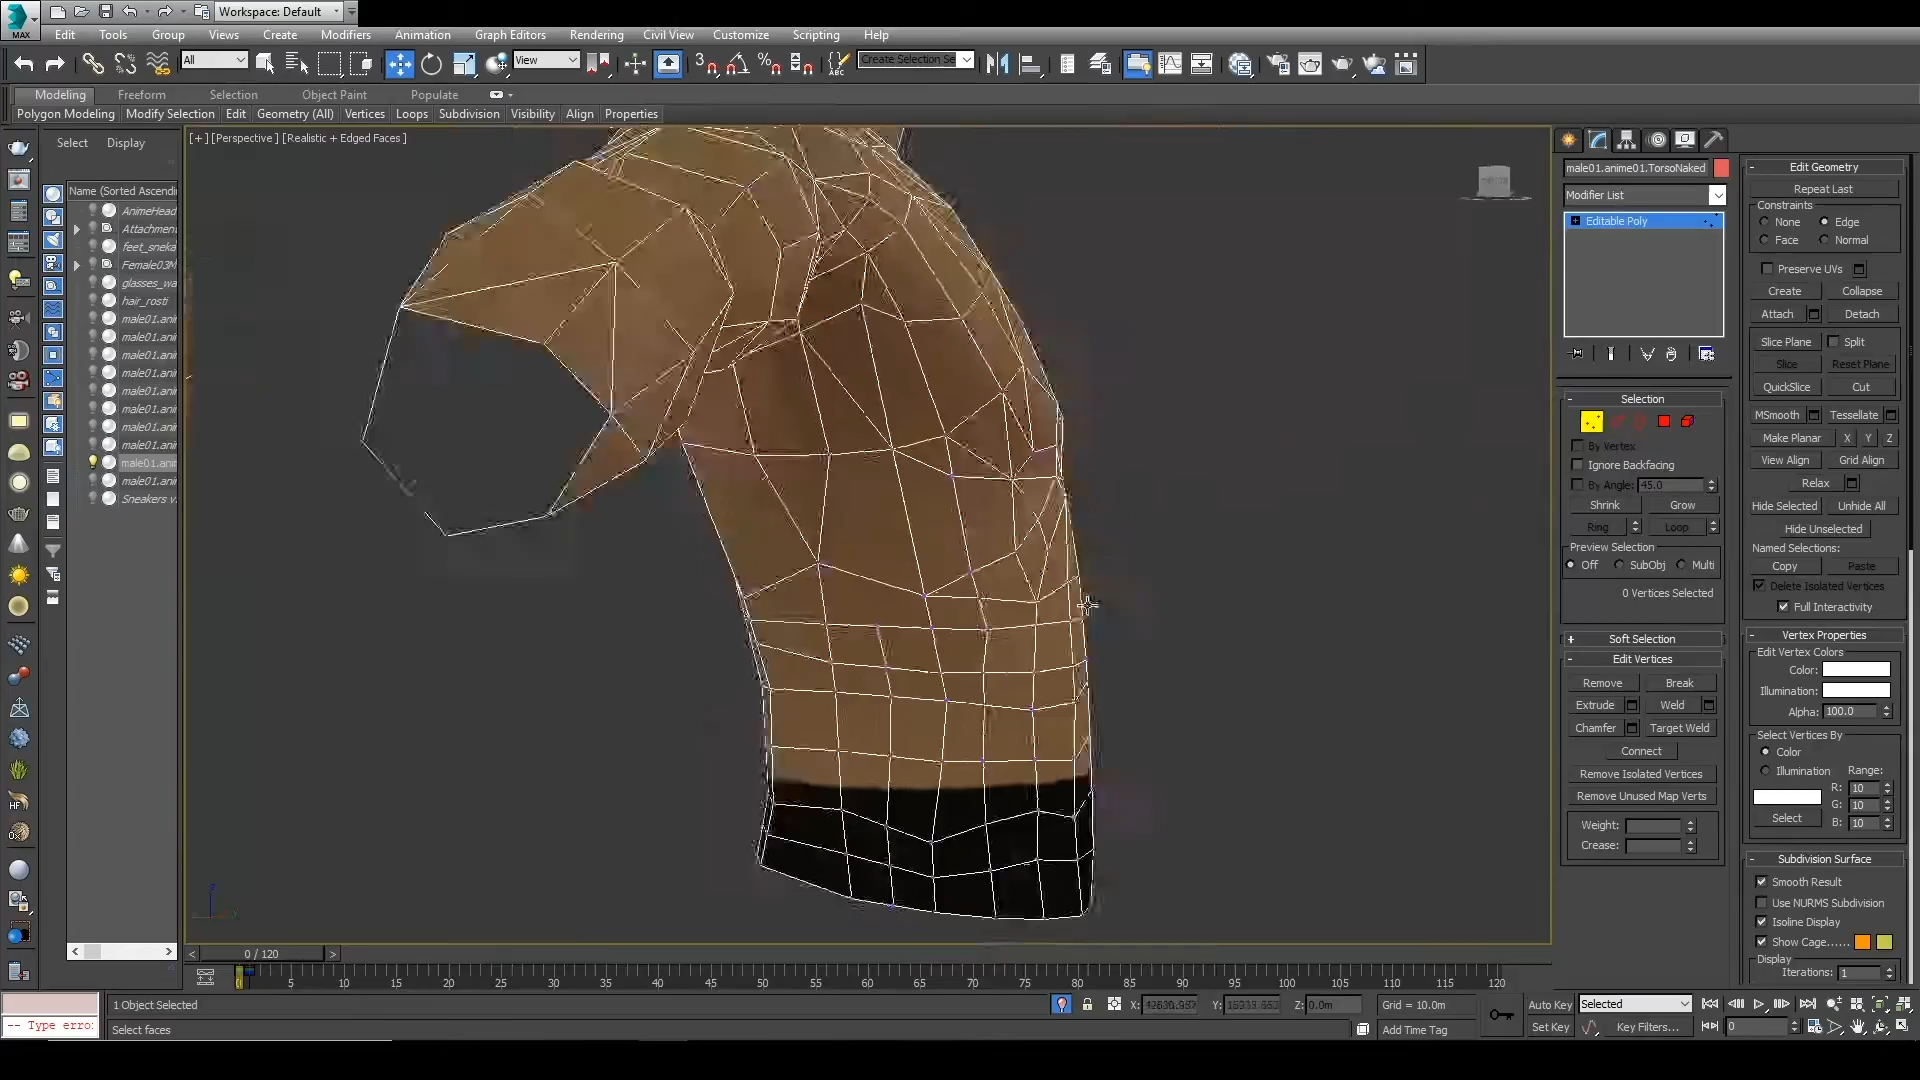 MAX
Workspace: Default
Edit Tools Group Views Create Modifiers Animation Graph Editors Rendering Civil View Customize Scripting Help
All View Create Selection Se
Modeling Freeform Selection Object Paint Populate
Polygon Modeling Modify Selection Edit Geometry (All) Vertices Loops Subdivision Visibility Align Properties
Select Display
Name (Sorted Ascendin
AnimeHead
Attachmen
feet_sneka
Female03M
glasses_wa
hair_rosti
male01.ani
male01.ani
male01.ani
male01.ani
male01.ani
male01.ani
male01.ani
male01.ani
male01.ani
male01.ani
Sneakers v
[+] [Perspective] [Realistic + Edged Faces]
male01.anime01.TorsoNaked
Modifier List
Editable Poly
Selection
By Vertex
Ignore Backfacing
By Angle: 45.0
Shrink Grow
Ring Loop
Preview Selection
Off SubObj Multi
0 Vertices Selected
Soft Selection
Edit Vertices
Remove Break
Extrude Weld
Chamfer Target Weld
Connect
Remove Isolated Vertices
Remove Unused Map Verts
Weight:
Crease:
Edit Geometry
Repeat Last
Constraints
None Edge
Face Normal
Preserve UVs
Create Collapse
Attach Detach
Slice Plane Split
Slice Reset Plane
QuickSlice Cut
MSmooth Tessellate
Make Planar X Y Z
View Align Grid Align
Relax
Hide Selected Unhide All
Hide Unselected
Named Selections:
Copy Paste
Delete Isolated Vertices
Full Interactivity
Vertex Properties
Edit Vertex Colors
Color:
Illumination:
Alpha: 100.0
Select Vertices By
Color
Illumination Range:
R: 10
G: 10
B: 10
Select
Subdivision Surface
Smooth Result
Use NURMS Subdivision
Isoline Display
Show Cage......
Display
Iterations: 1
0 / 120
5 10 15 20 25 30 35 40 45 50 55 60 65 70 75 80 85 90 95 100 105 110 115 120
1 Object Selected X: Y: Z: 0.0m Grid = 10.0m Auto Key Selected
-- Type erro: Select faces Add Time Tag Set Key Key Filters... 0